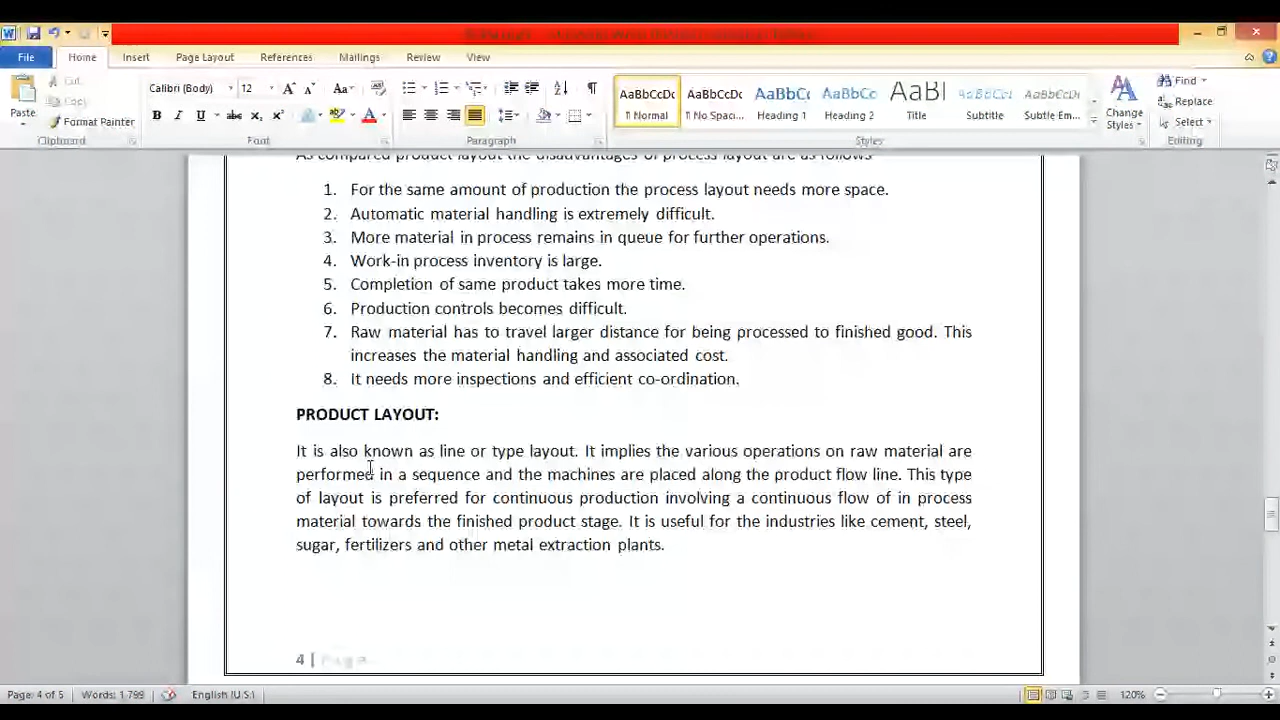 File Home Insert Page Layout References Mailings Review View
Cut
Calibri (Body) 12 Aa
AaBbCcDc AaBbCcDc AaBbCc AaBbCc AaBl AaBbCc AaBbCcDc
Find
Copy
Replace
Paste
Format Painter
B I U abc x₂ x² A
¶ Normal ¶ No Spaci... Heading 1 Heading 2 Title Subtitle Subtle Em...
Change
Styles
Select
Clipboard Font Paragraph Styles Editing
As compared product layout the disadvantages of process layout are as follows
1. For the same amount of production the process layout needs more space.
2. Automatic material handling is extremely difficult.
3. More material in process remains in queue for further operations.
4. Work-in process inventory is large.
5. Completion of same product takes more time.
6. Production controls becomes difficult.
7. Raw material has to travel larger distance for being processed to finished good. This
increases the material handling and associated cost.
8. It needs more inspections and efficient co-ordination.
PRODUCT LAYOUT:
It is also known as line or type layout. It implies the various operations on raw material are
performed in a sequence and the machines are placed along the product flow line. This type
of layout is preferred for continuous production involving a continuous flow of in process
material towards the finished product stage. It is useful for the industries like cement, steel,
sugar, fertilizers and other metal extraction plants.
4 | Page
Page: 4 of 5 Words: 1,799 English (U.S.) 120%